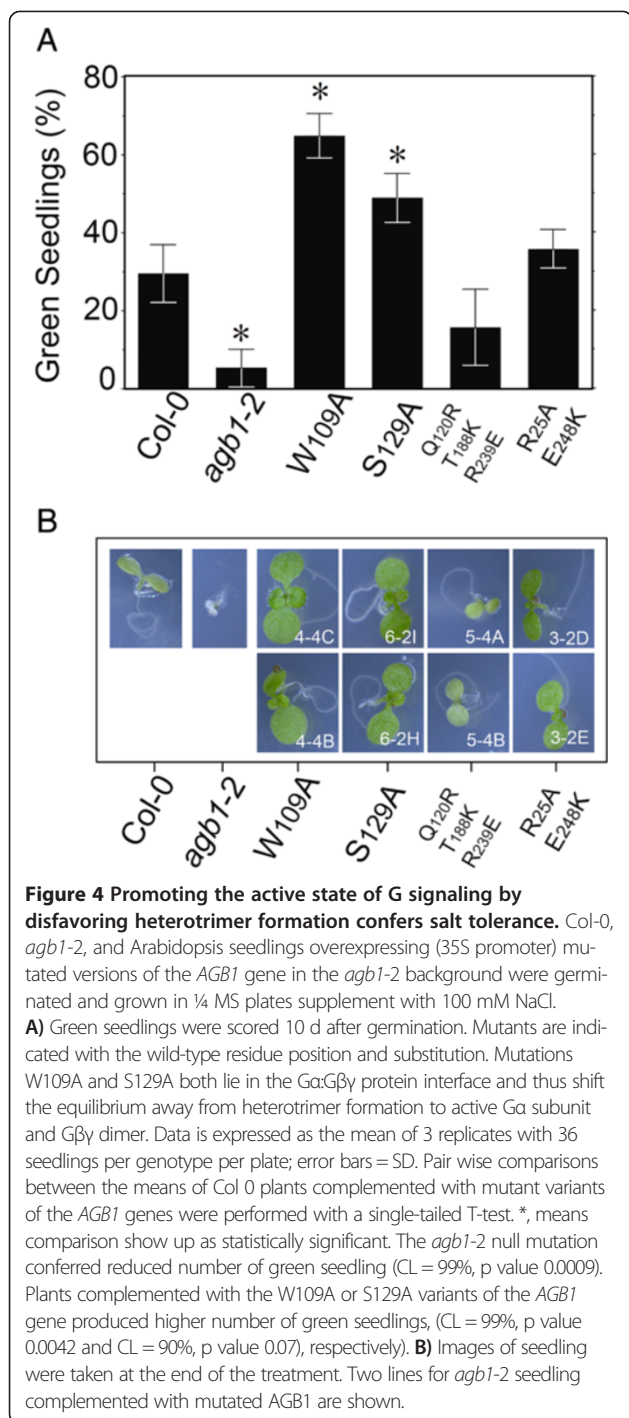 A
Green Seedlings (%)
80
60
40
20
0
*
*
*
Col-0
agb1-2
W109A
S129A
Q120R
T188K
R239E
R25A
E248K
B
4-4C
6-2I
5-4A
3-2D
4-4B
6-2H
5-4B
3-2E
Col-0
agb1-2
W109A
S129A
Q120R
T188K
R239E
R25A
E248K
Figure 4 Promoting the active state of G signaling by
disfavoring heterotrimer formation confers salt tolerance. Col-0,
agb1-2, and Arabidopsis seedlings overexpressing (35S promoter) mu-
tated versions of the AGB1 gene in the agb1-2 background were germi-
nated and grown in ¼ MS plates supplement with 100 mM NaCl.
A) Green seedlings were scored 10 d after germination. Mutants are indi-
cated with the wild-type residue position and substitution. Mutations
W109A and S129A both lie in the Gα:Gβγ protein interface and thus shift
the equilibrium away from heterotrimer formation to active Gα subunit
and Gβγ dimer. Data is expressed as the mean of 3 replicates with 36
seedlings per genotype per plate; error bars = SD. Pair wise comparisons
between the means of Col 0 plants complemented with mutant variants
of the AGB1 genes were performed with a single-tailed T-test. *, means
comparison show up as statistically significant. The agb1-2 null mutation
conferred reduced number of green seedling (CL = 99%, p value 0.0009).
Plants complemented with the W109A or S129A variants of the AGB1
gene produced higher number of green seedlings, (CL = 99%, p value
0.0042 and CL = 90%, p value 0.07), respectively). B) Images of seedling
were taken at the end of the treatment. Two lines for agb1-2 seedling
complemented with mutated AGB1 are shown.